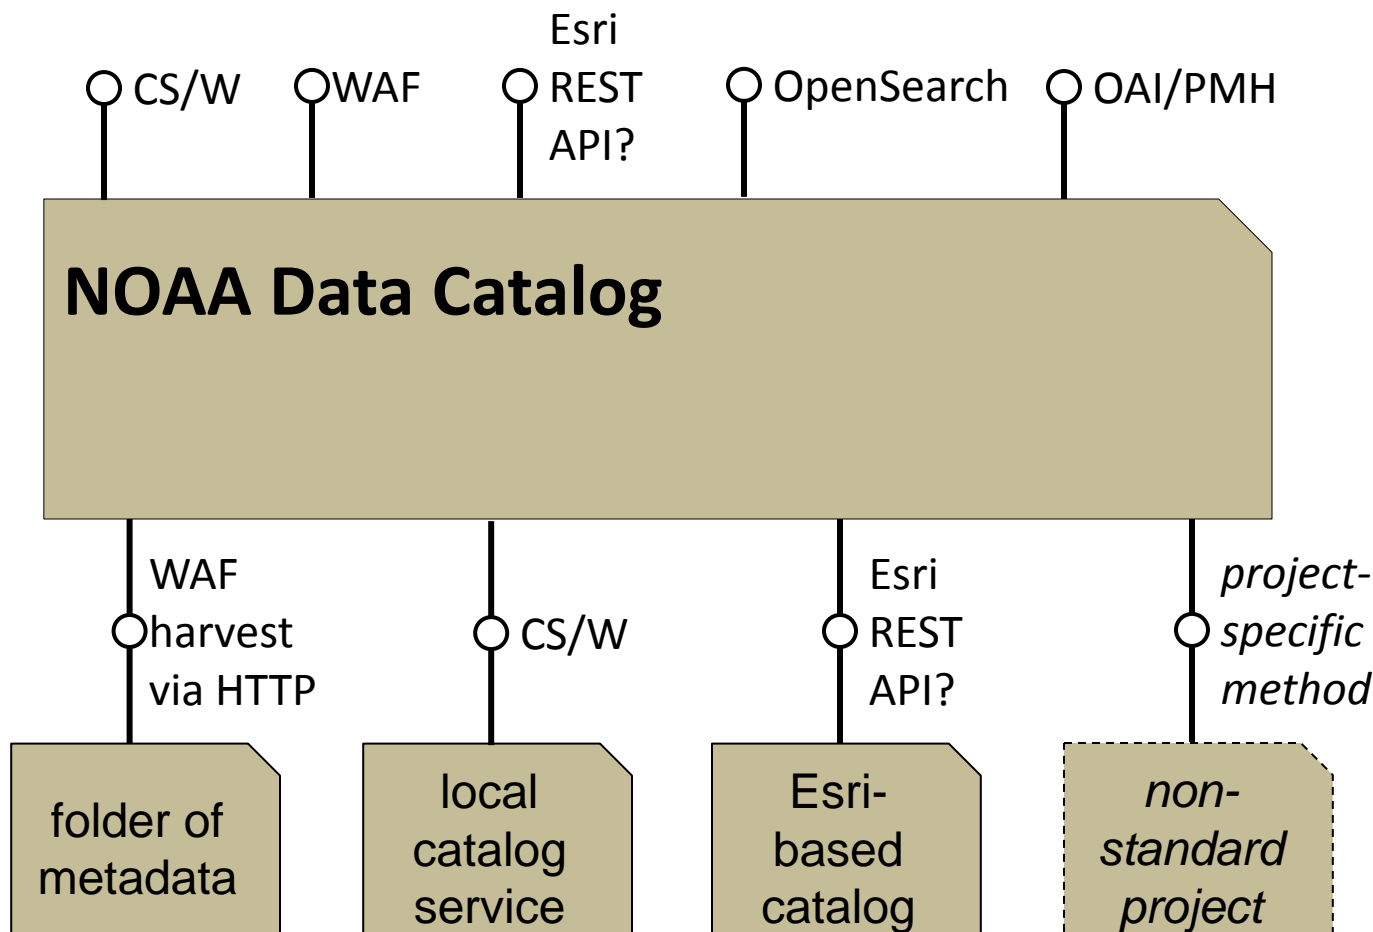 CS/W
WAF
Esri
REST
API?
OpenSearch
OAI/PMH
NOAA Data Catalog
WAF
harvest
via HTTP
CS/W
Esri
REST
API?
project-
specific
method
folder of
metadata
local
catalog
service
Esri-
based
catalog
non-
standard
project